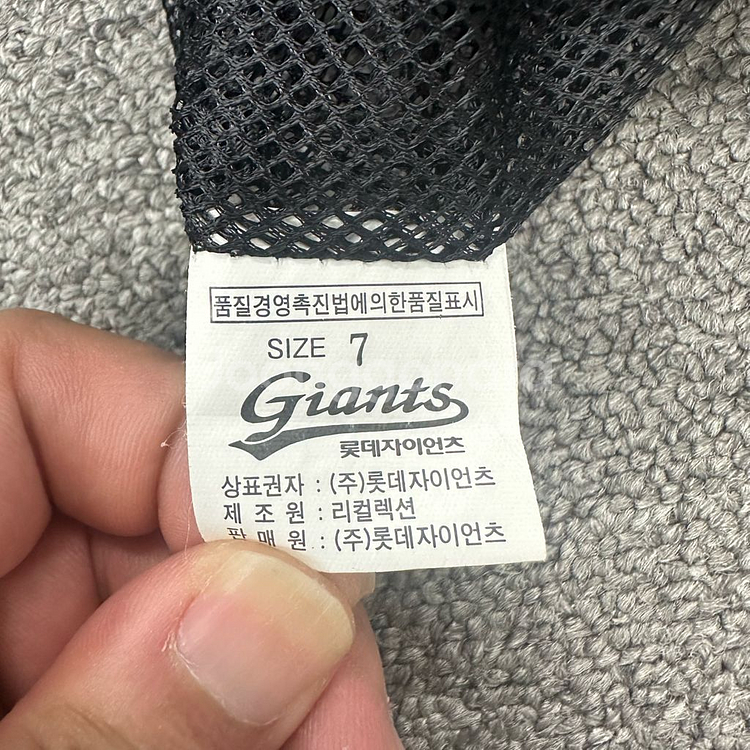 품질경영촉진법에의한품질표시
SIZE 7
Giants
롯데자이언츠
상표권자 : (주)롯데자이언츠
제 조 원 : 리컬렉션
판 매 원 : (주)롯데자이언츠